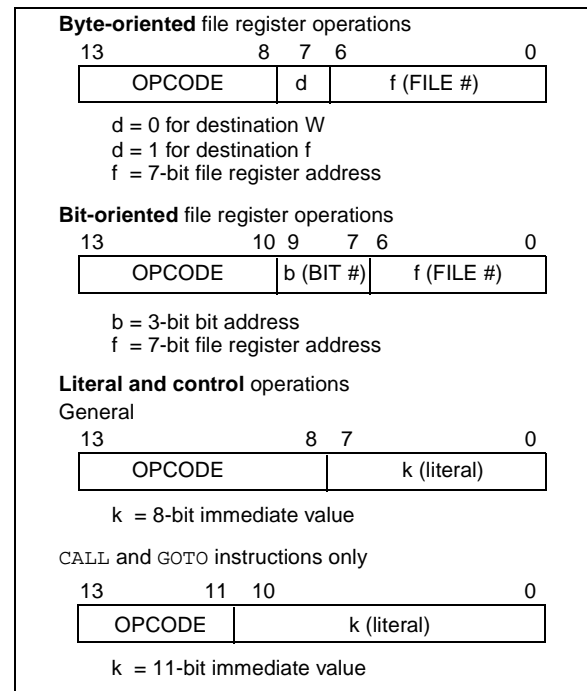 Byte-oriented file register operations
13 8 7 6 0
OPCODE d f (FILE #)
d = 0 for destination W
d = 1 for destination f
f = 7-bit file register address
Bit-oriented file register operations
13 10 9 7 6 0
OPCODE b (BIT #) f (FILE #)
b = 3-bit bit address
f = 7-bit file register address
Literal and control operations
General
13 8 7 0
OPCODE k (literal)
k = 8-bit immediate value
CALL and GOTO instructions only
13 11 10 0
OPCODE k (literal)
k = 11-bit immediate value